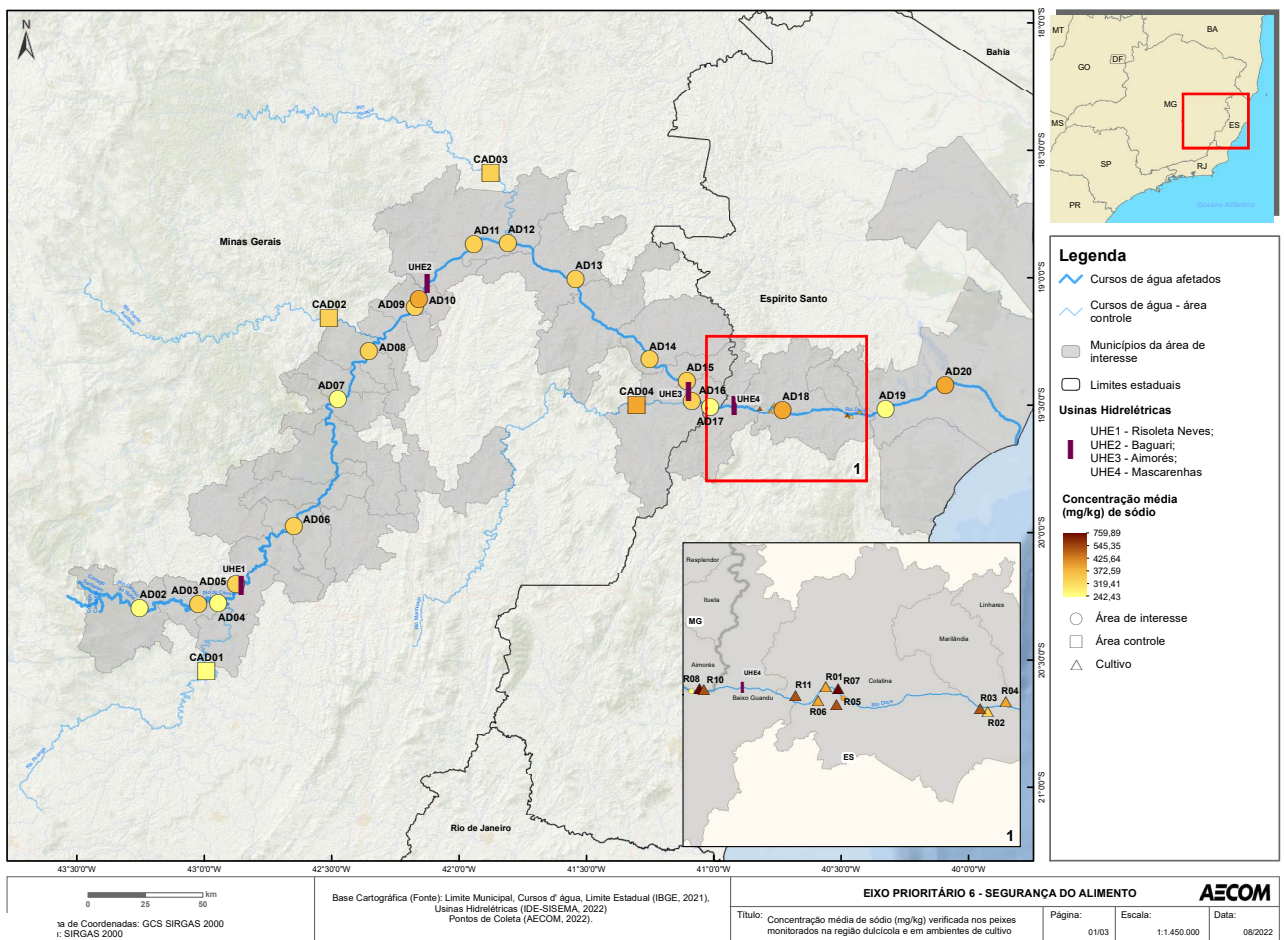 N
Bahia
Minas Gerais
Espírito Santo
Rio de Janeiro
CAD03
AD11
AD12
UHE2
AD13
CAD02
AD09
AD10
AD08
AD14
AD15
AD07
CAD04
UHE3
AD16
AD17
UHE4
AD18
AD19
AD20
1
AD06
UHE1
AD05
AD02
AD03
AD04
CAD01
Resplendor
Itueta
MG
Aimorés
R08
R10
UHE4
Baixo Guandu
R11
R01
R07
R06
R05
Colatina
Rio Doce
Marilândia
Linhares
R03
R04
R02
ES
1
18°0'0"S
18°30'0"S
19°0'0"S
19°30'0"S
20°0'0"S
20°30'0"S
21°0'0"S
43°30'0"W
43°0'0"W
42°30'0"W
42°0'0"W
41°30'0"W
41°0'0"W
40°30'0"W
40°0'0"W
MT
BA
GO
DF
MG
MS
ES
SP
RJ
PR
Oceano Atlântico
Legenda
Cursos de água afetados
Cursos de água - área
controle
Municípios da área de
interesse
Limites estaduais
Usinas Hidrelétricas
UHE1 - Risoleta Neves;
UHE2 - Baguari;
UHE3 - Aimorés;
UHE4 - Mascarenhas
Concentração média
(mg/kg) de sódio
759,89
545,35
425,64
372,59
319,41
242,43
Área de interesse
Área controle
Cultivo
km
0 25 50
na de Coordenadas: GCS SIRGAS 2000
: SIRGAS 2000
Base Cartográfica (Fonte): Limite Municipal, Cursos d' água, Limite Estadual (IBGE, 2021),
Usinas Hidrelétricas (IDE-SISEMA, 2022)
Pontos de Coleta (AECOM, 2022).
EIXO PRIORITÁRIO 6 - SEGURANÇA DO ALIMENTO
AECOM
Título: Concentração média de sódio (mg/kg) verificada nos peixes
monitorados na região dulcícola e em ambientes de cultivo
Página:
01/03
Escala:
1:1.450.000
Data:
08/2022